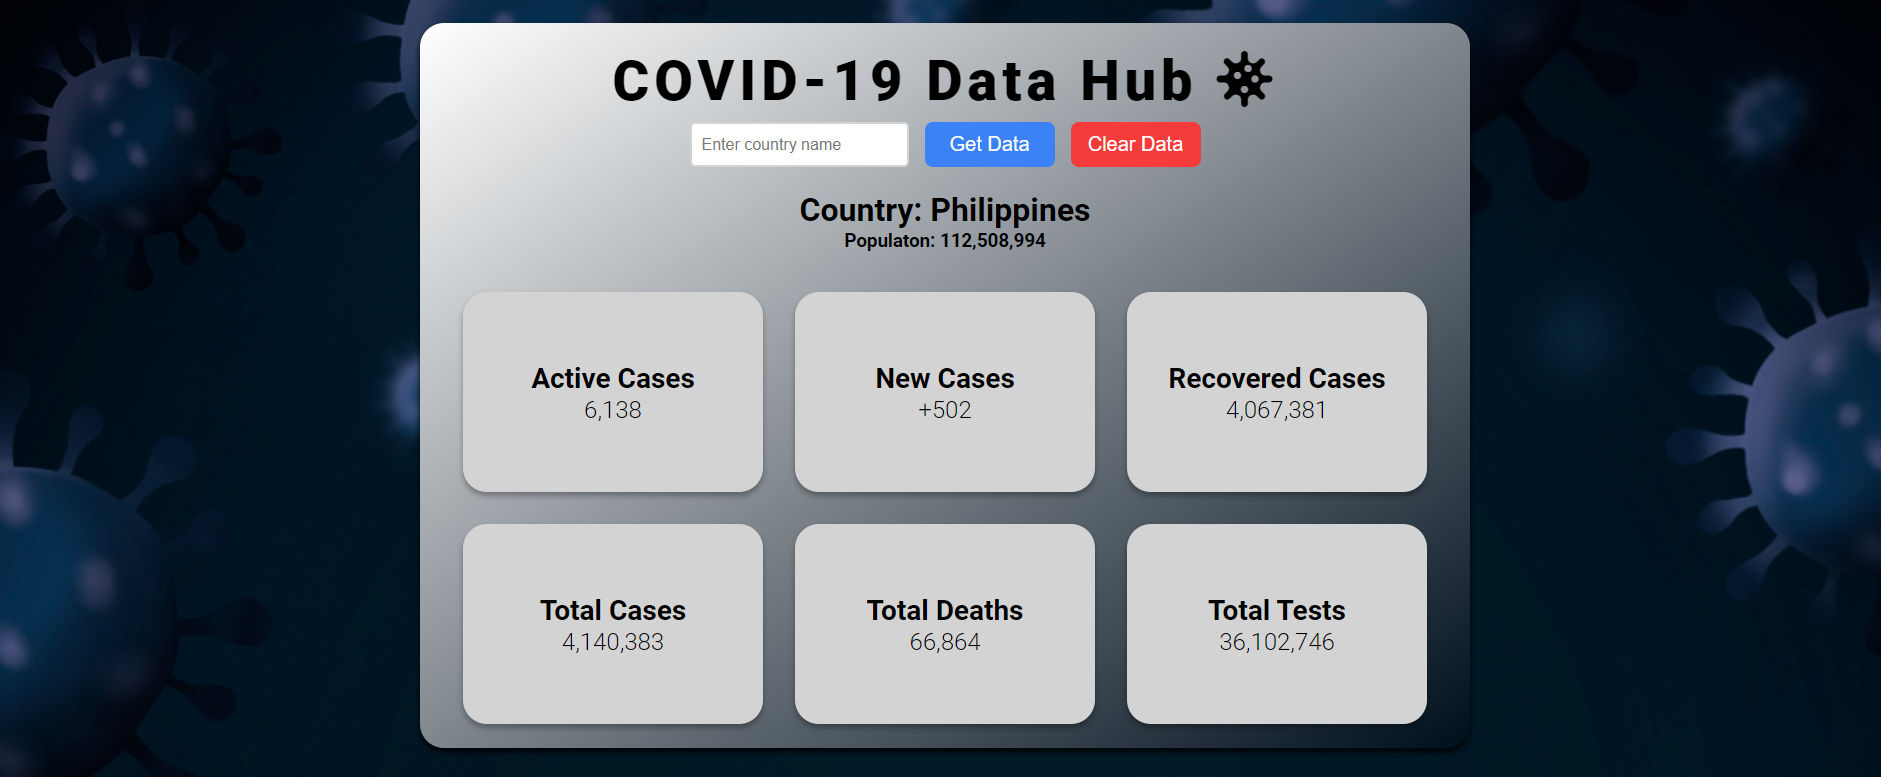 COVID-19 Data Hub
Enter country name
Get Data
Clear Data
Country: Philippines
Populaton: 112,508,994
Active Cases
6,138
New Cases
+502
Recovered Cases
4,067,381
Total Cases
4,140,383
Total Deaths
66,864
Total Tests
36,102,746